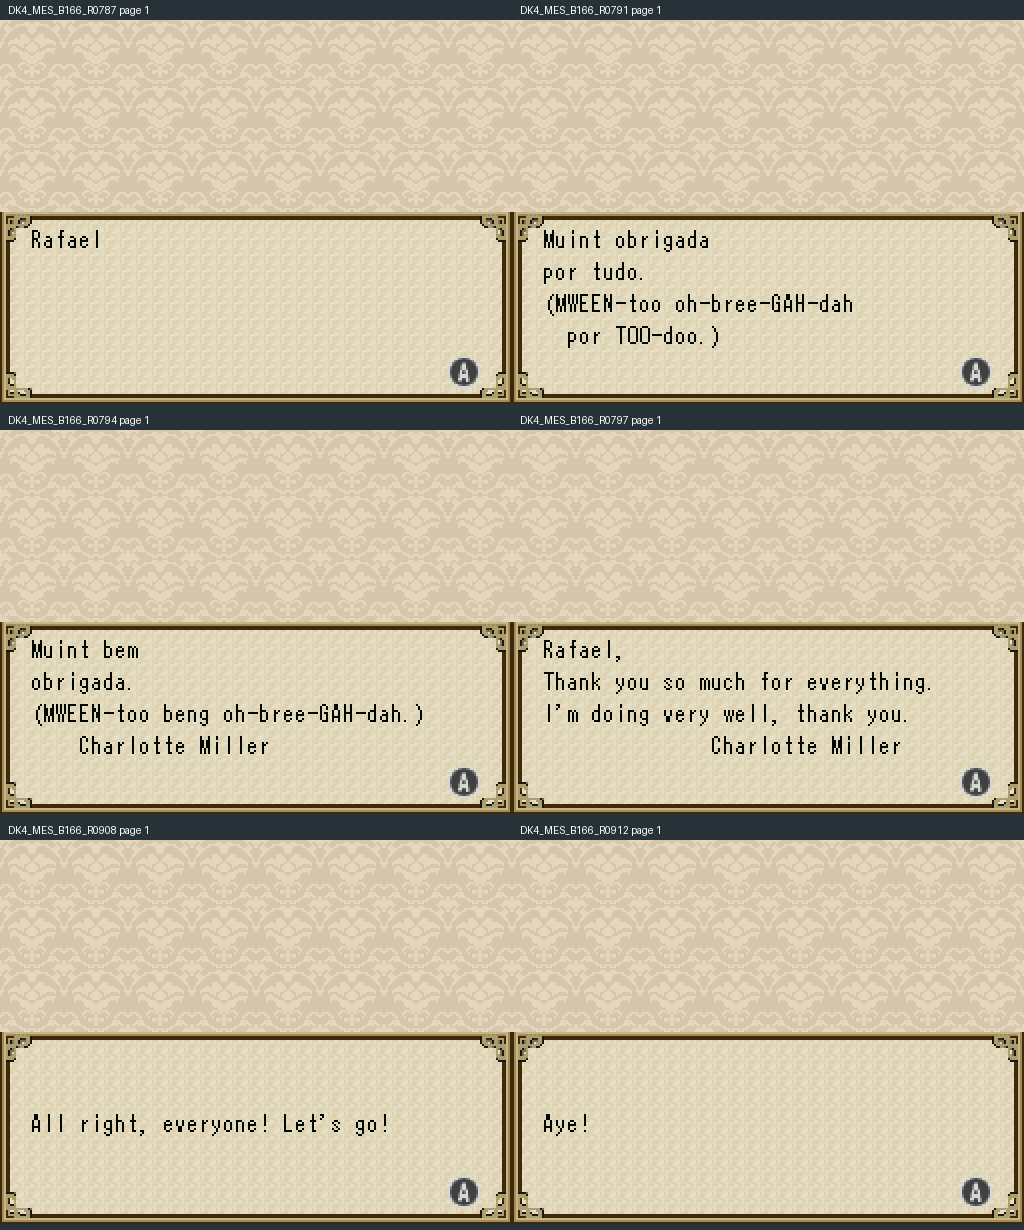 DK4_MES_B166_R0787 page 1
Rafael
A
DK4_MES_B166_R0791 page 1
Muint obrigada
por tudo.
(MWEEN-too oh-bree-GAH-dah
por TOO-doo.)
A
DK4_MES_B166_R0794 page 1
Muint bem
obrigada.
(MWEEN-too beng oh-bree-GAH-dah.)
Charlotte Miller
A
DK4_MES_B166_R0797 page 1
Rafael,
Thank you so much for everything.
I'm doing very well, thank you.
Charlotte Miller
A
DK4_MES_B166_R0908 page 1
All right, everyone! Let's go!
A
DK4_MES_B166_R0912 page 1
Aye!
A